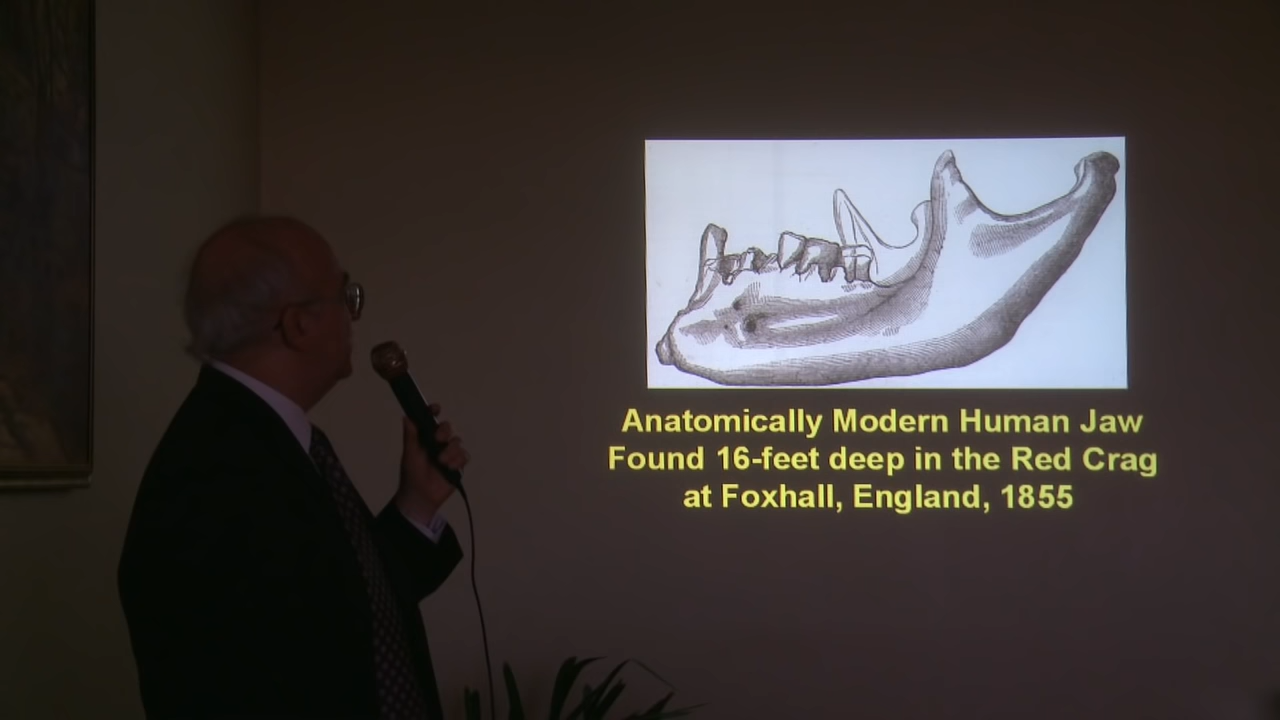 Anatomically Modern Human Jaw
Found 16-feet deep in the Red Crag
at Foxhall, England, 1855